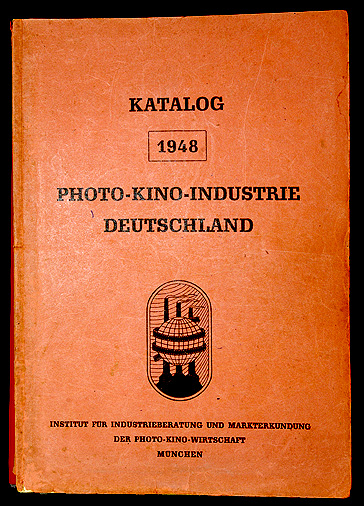 KATALOG
1948
PHOTO-KINO-INDUSTRIE
DEUTSCHLAND
INSTITUT FÜR INDUSTRIEBERATUNG UND MARKTERKUNDUNG
DER PHOTO-KINO-WIRTSCHAFT
MÜNCHEN